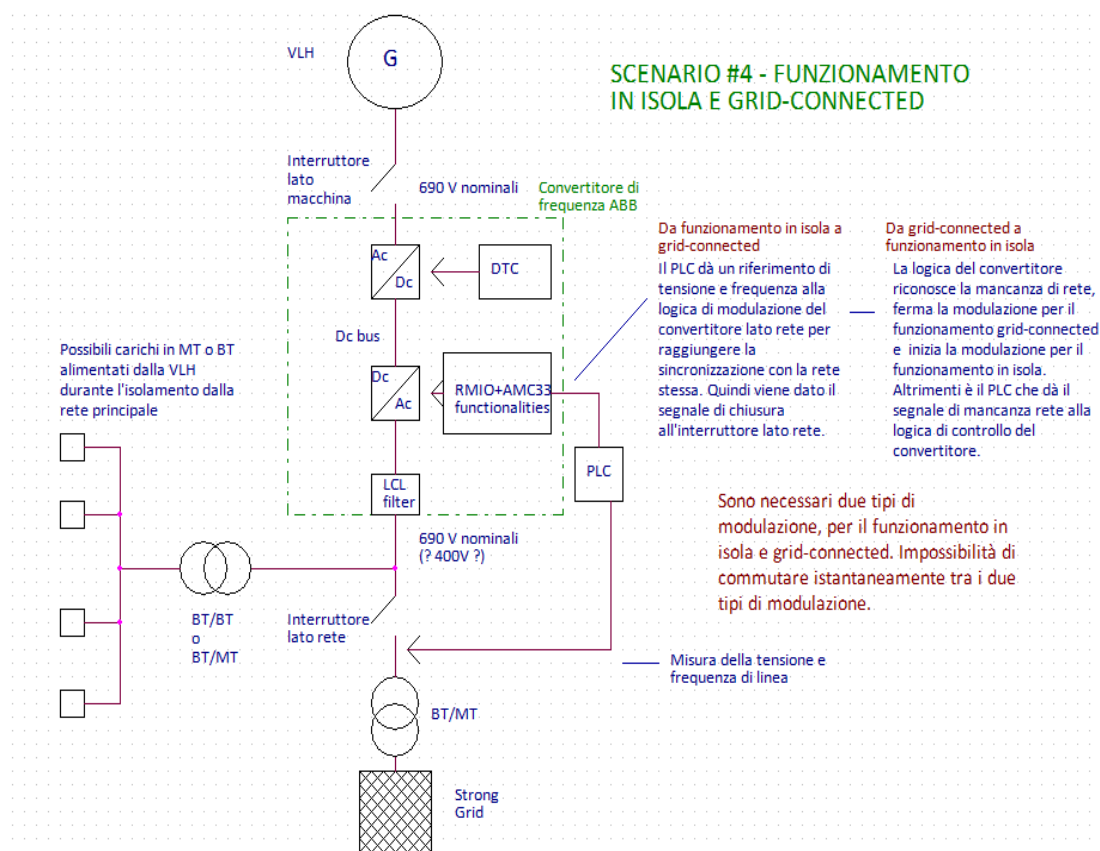 VLH
G
SCENARIO #4 - FUNZIONAMENTO
IN ISOLA E GRID-CONNECTED
Interruttore
lato
macchina
690 V nominali
Convertitore di
frequenza ABB
Ac
Dc
DTC
Dc bus
Dc
Ac
RMIO+AMC33
functionalities
LCL
filter
PLC
Da funzionamento in isola a
grid-connected
Il PLC dà un riferimento di
tensione e frequenza alla
logica di modulazione del
convertitore lato rete per
raggiungere la
sincronizzazione con la rete
stessa. Quindi viene dato il
segnale di chiusura
all'interruttore lato rete.
Da grid-connected a
funzionamento in isola
La logica del convertitore
riconosce la mancanza di rete,
ferma la modulazione per il
funzionamento grid-connected
e inizia la modulazione per il
funzionamento in isola.
Altrimenti è il PLC che dà il
segnale di mancanza rete alla
logica di controllo del
convertitore.
Possibili carichi in MT o BT
alimentati dalla VLH
durante l'isolamento dalla
rete principale
Sono necessari due tipi di
modulazione, per il funzionamento in
isola e grid-connected. Impossibilità di
commutare istantaneamente tra i due
tipi di modulazione.
690 V nominali
(? 400V ?)
BT/BT
o
BT/MT
Interruttore
lato rete
Misura della tensione e
frequenza di linea
BT/MT
Strong
Grid